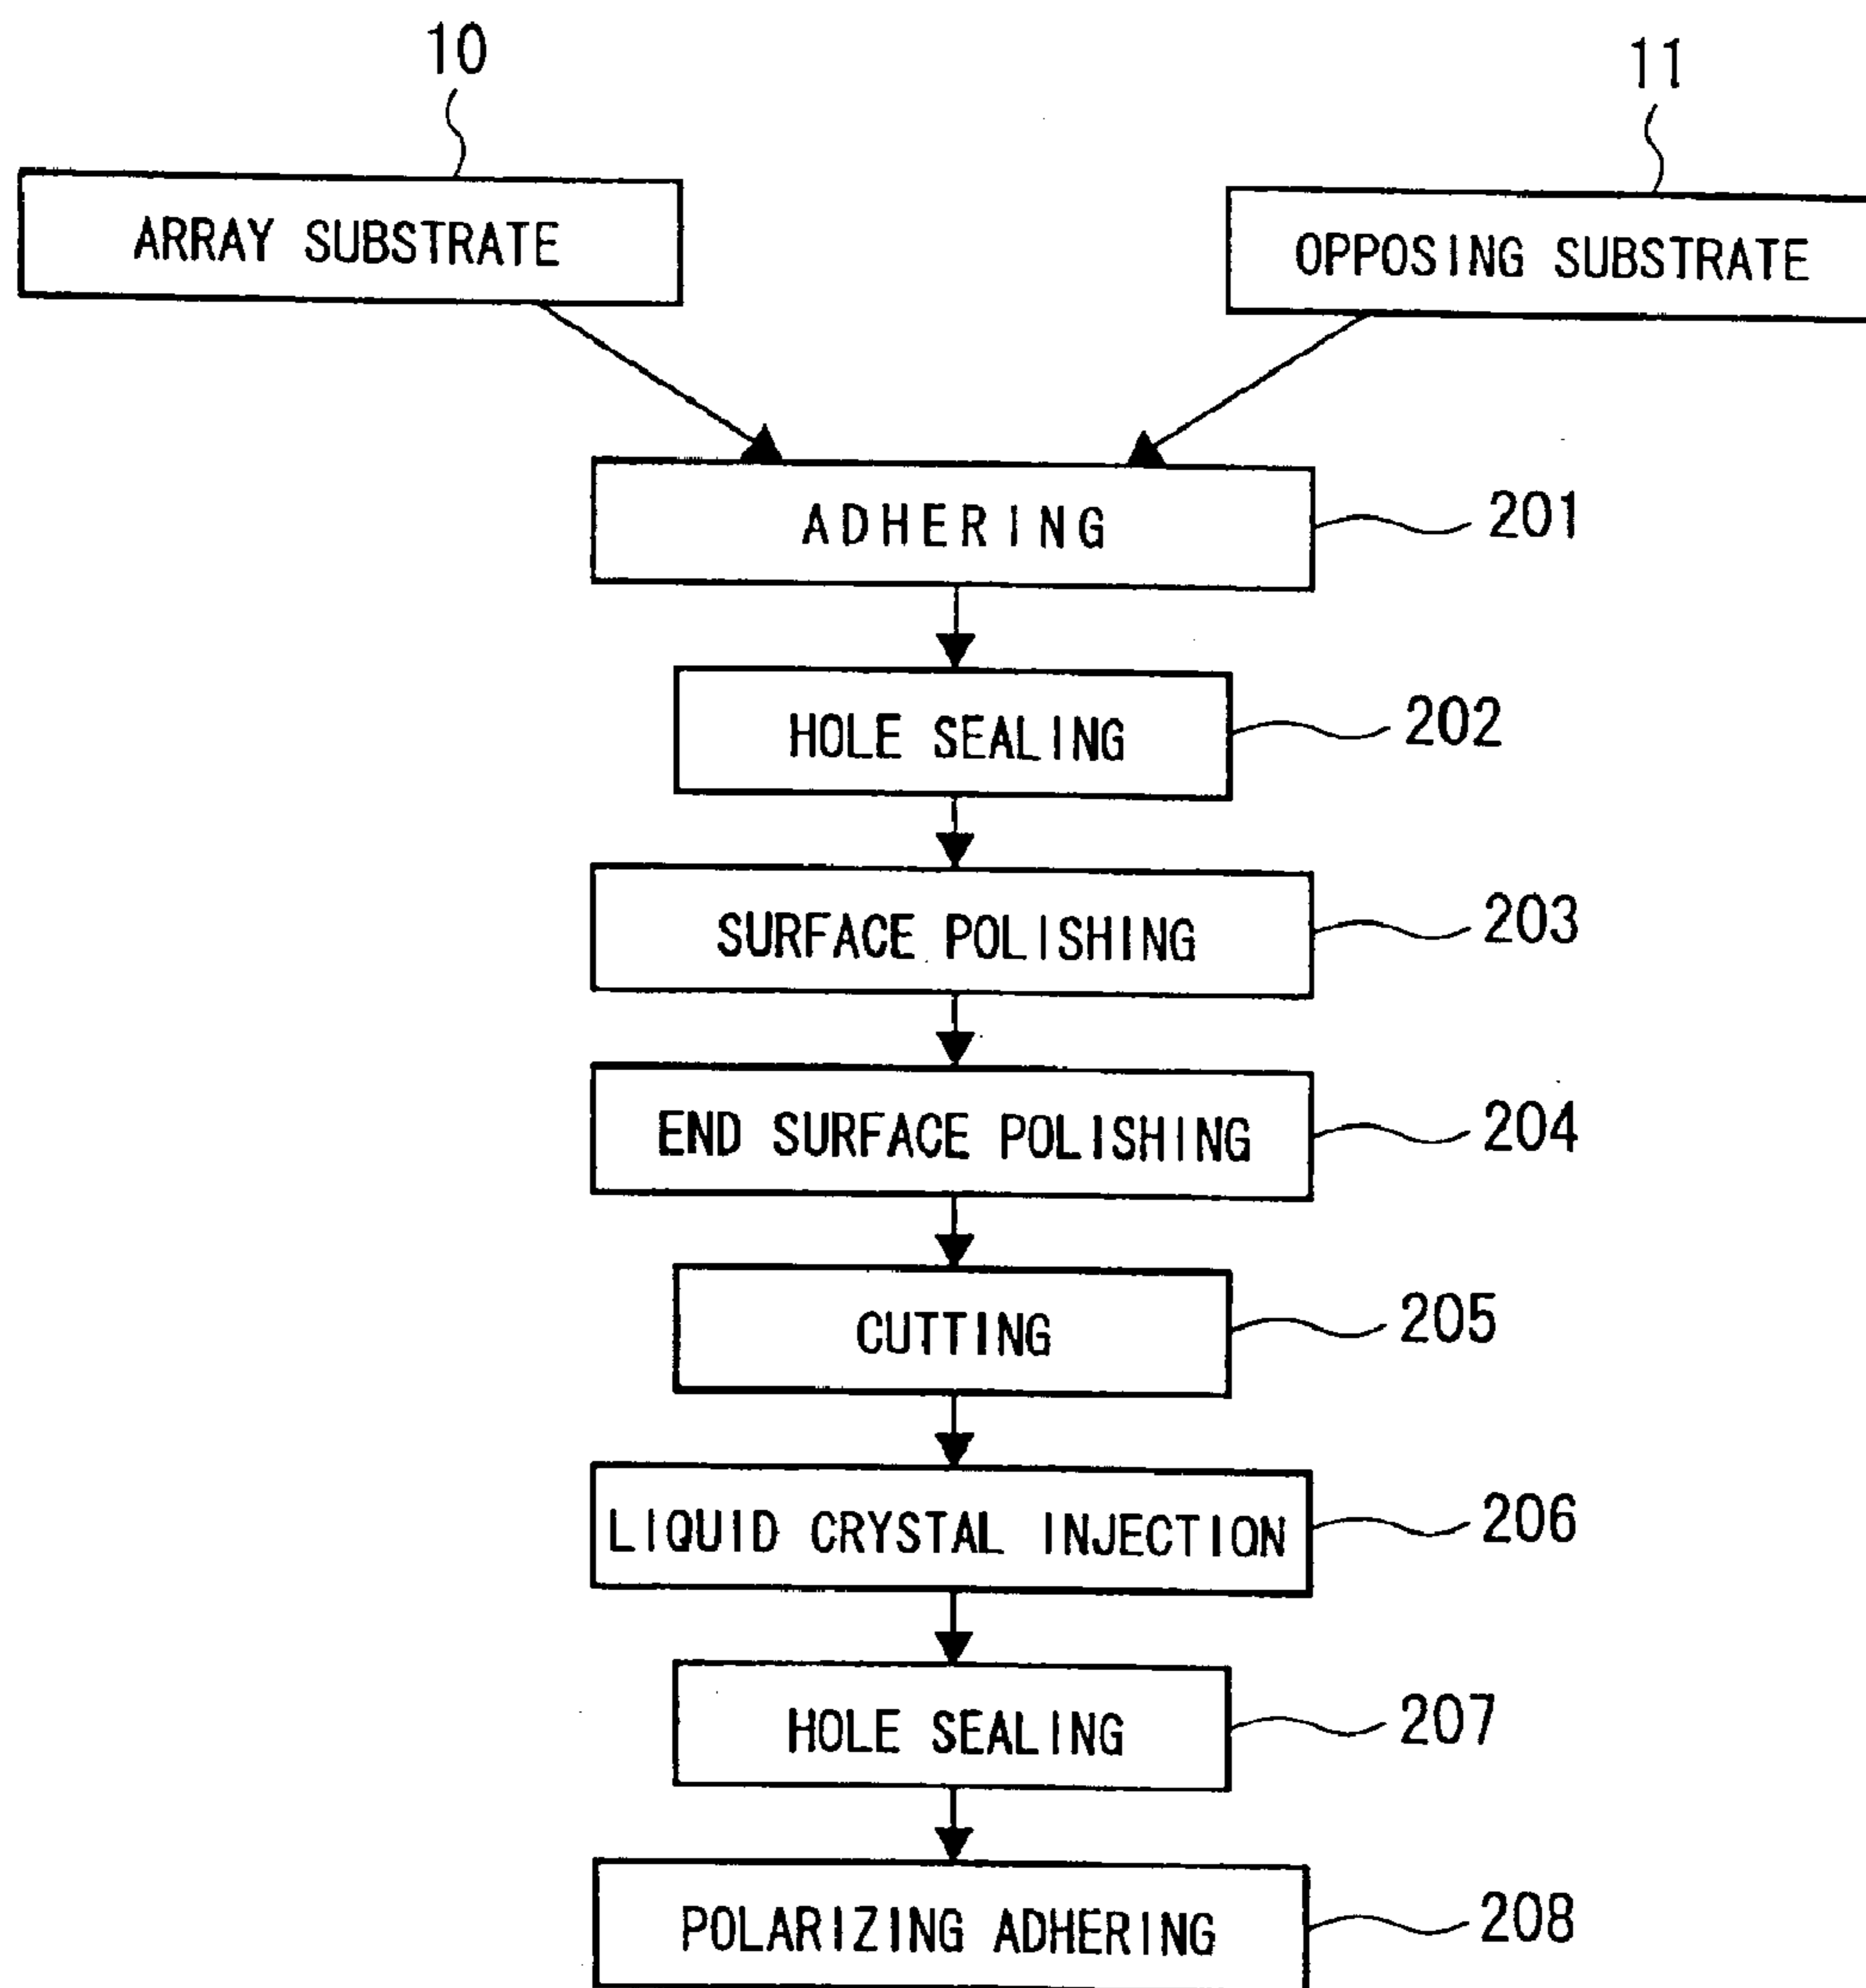 10
11
ARRAY SUBSTRATE
OPPOSING SUBSTRATE
ADHERING
201
HOLE SEALING
202
SURFACE POLISHING
203
END SURFACE POLISHING
204
CUTTING
205
LIQUID CRYSTAL INJECTION
206
HOLE SEALING
207
POLARIZING ADHERING
208